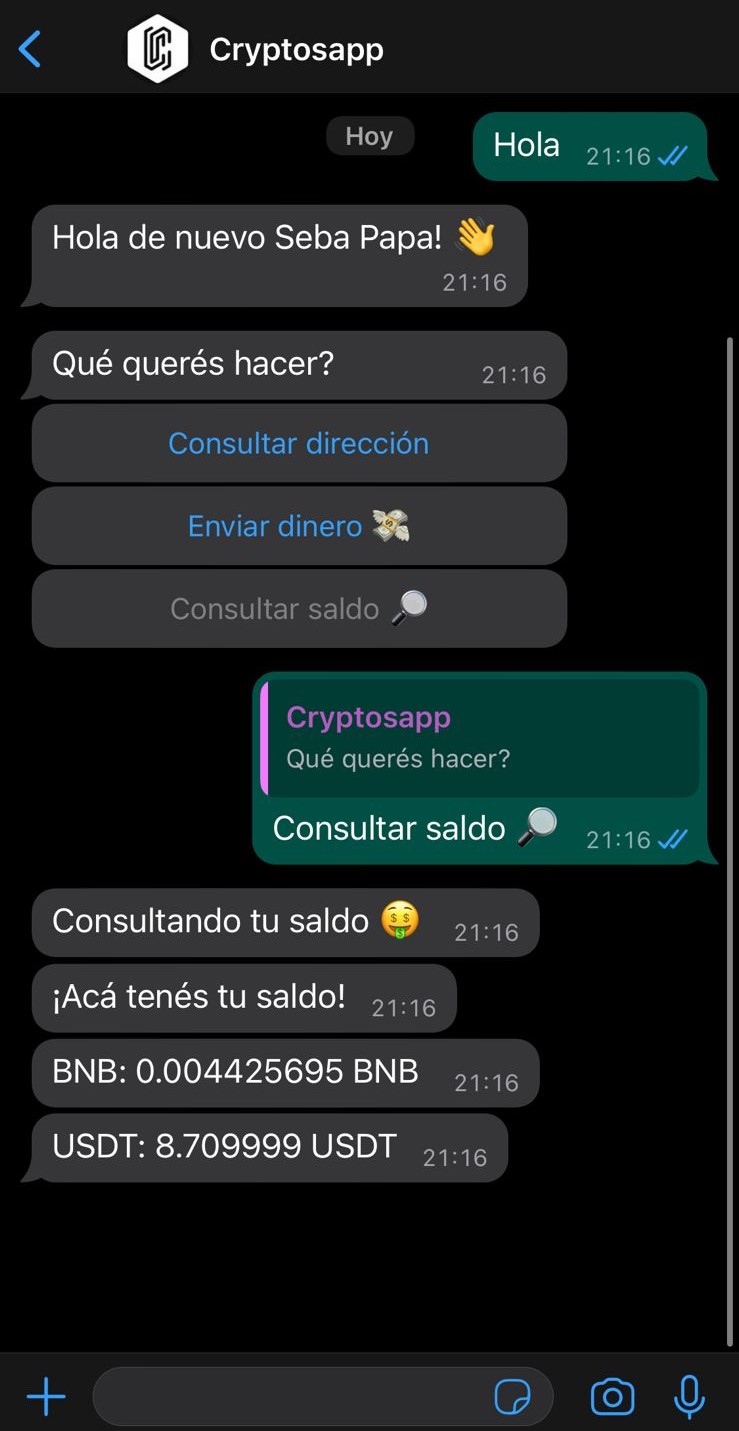 Cryptosapp
Hoy
Hola 21:16
Hola de nuevo Seba Papa! 👋
21:16
Qué querés hacer? 21:16
Consultar dirección
Enviar dinero 💸
Consultar saldo 🔎
Cryptosapp
Qué querés hacer?
Consultar saldo 🔎 21:16
Consultando tu saldo 🤑 21:16
¡Acá tenés tu saldo! 21:16
BNB: 0.004425695 BNB 21:16
USDT: 8.709999 USDT 21:16